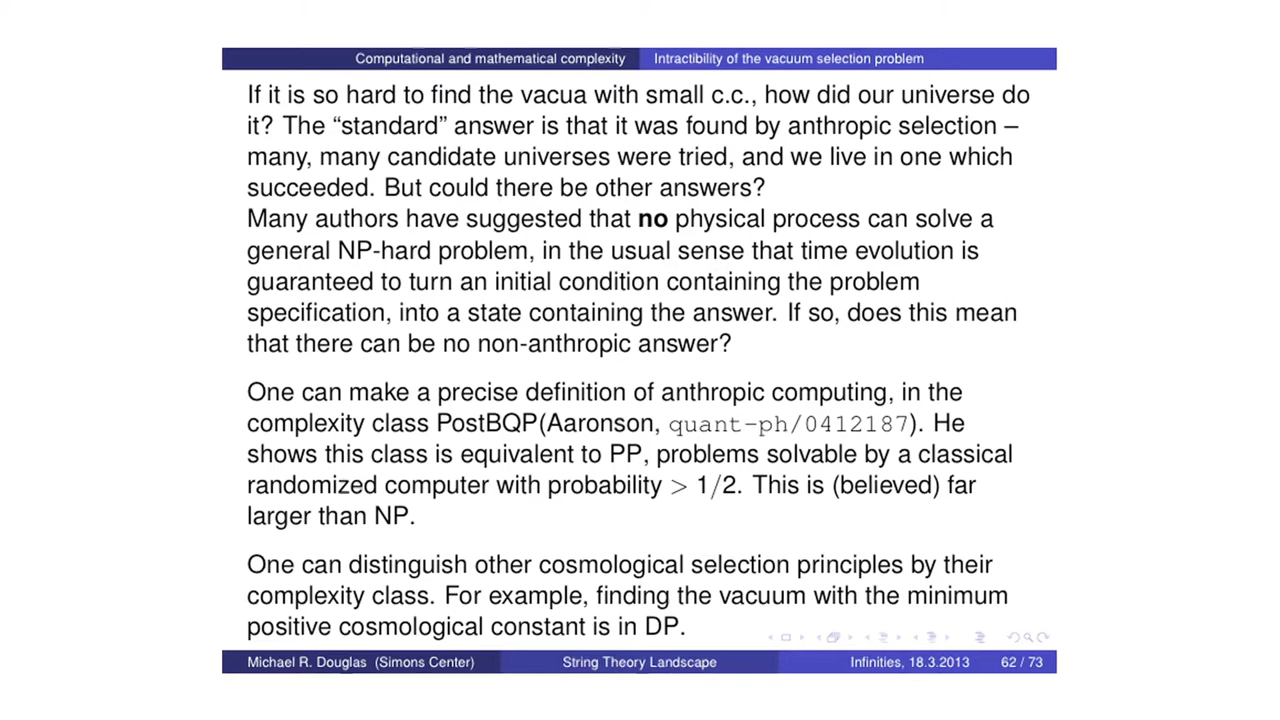 Computational and mathematical complexity Intractibility of the vacuum selection problem
If it is so hard to find the vacua with small c.c., how did our universe do
it? The “standard” answer is that it was found by anthropic selection –
many, many candidate universes were tried, and we live in one which
succeeded. But could there be other answers?
Many authors have suggested that no physical process can solve a
general NP-hard problem, in the usual sense that time evolution is
guaranteed to turn an initial condition containing the problem
specification, into a state containing the answer. If so, does this mean
that there can be no non-anthropic answer?
One can make a precise definition of anthropic computing, in the
complexity class PostBQP(Aaronson, quant-ph/0412187). He
shows this class is equivalent to PP, problems solvable by a classical
randomized computer with probability > 1/2. This is (believed) far
larger than NP.
One can distinguish other cosmological selection principles by their
complexity class. For example, finding the vacuum with the minimum
positive cosmological constant is in DP.
Michael R. Douglas (Simons Center) String Theory Landscape Infinities, 18.3.2013 62 / 73